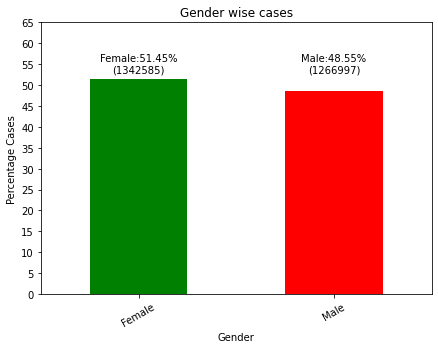 Gender wise cases
65
60
55
50
45
40
35
30
25
20
15
10
5
0
Percentage Cases
Female:51.45%
(1342585)
Male:48.55%
(1266997)
Female
Male
Gender